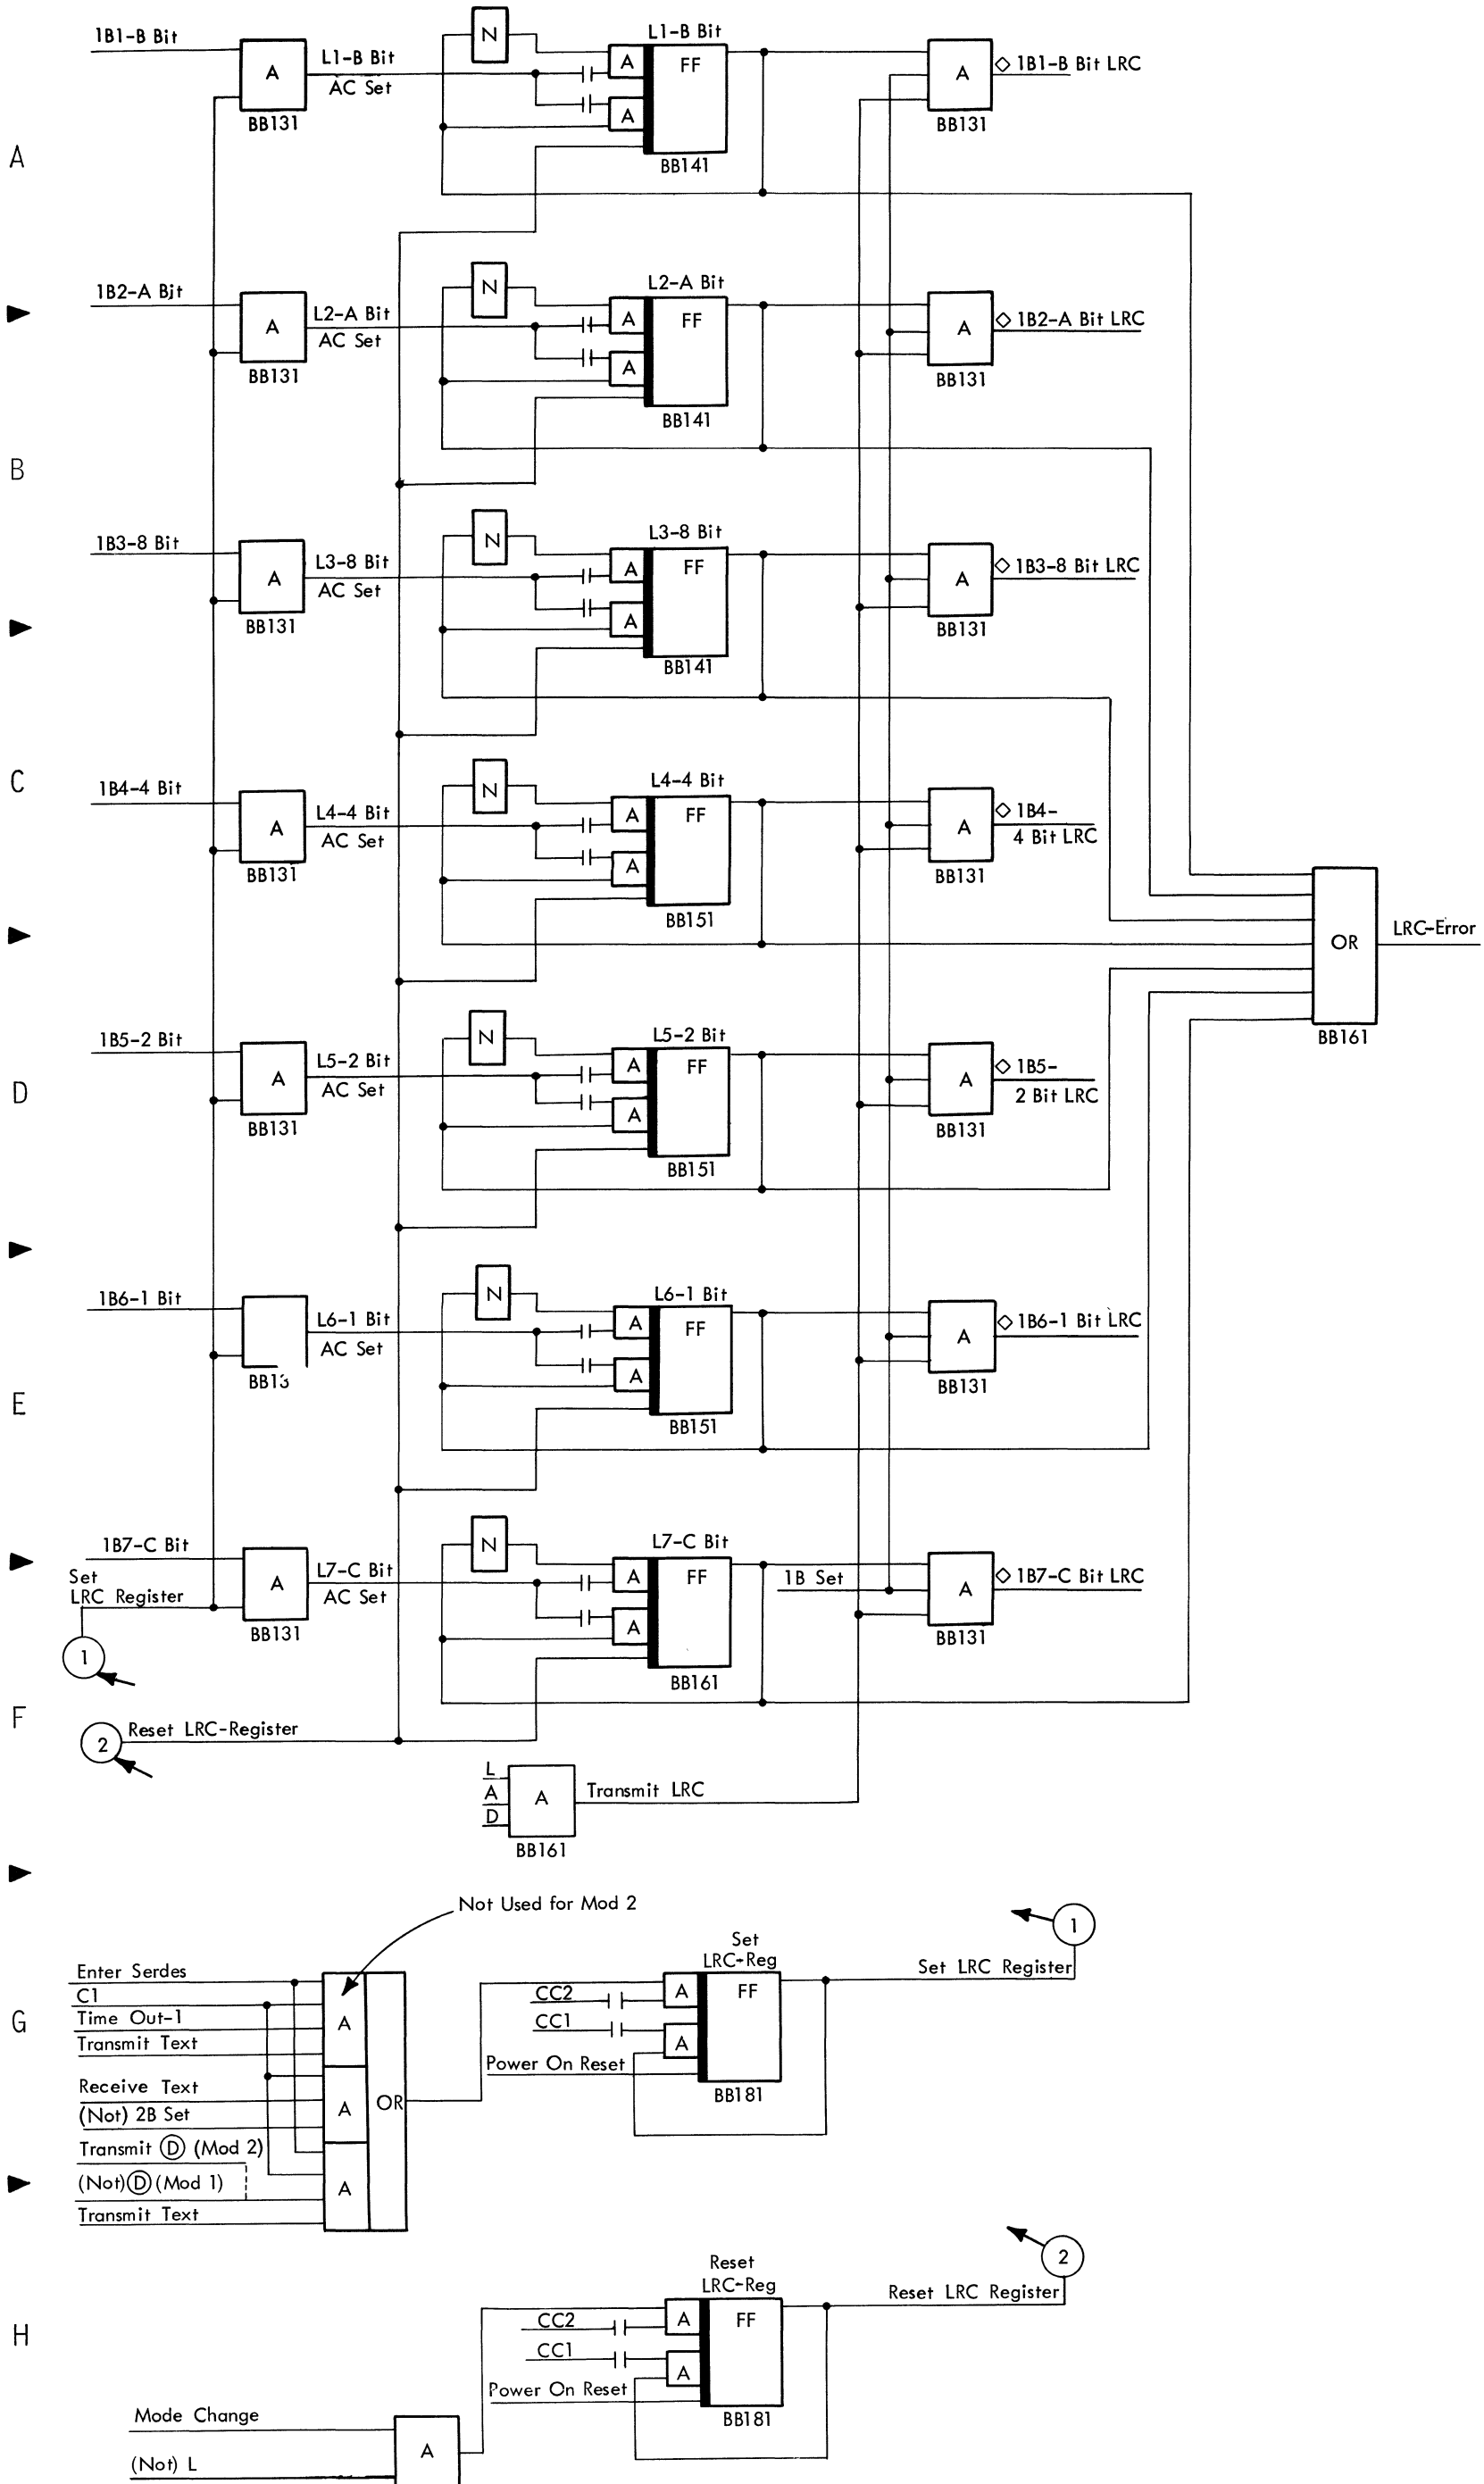 1B1-B Bit
A
L1-B Bit
AC Set
BB131
N
A
A
L1-B Bit
FF
BB141
A
◇ 1B1-B Bit LRC
BB131
A
1B2-A Bit
A
L2-A Bit
AC Set
BB131
N
A
A
L2-A Bit
FF
BB141
A
◇ 1B2-A Bit LRC
BB131
B
1B3-8 Bit
A
L3-8 Bit
AC Set
BB131
N
A
A
L3-8 Bit
FF
BB141
A
◇ 1B3-8 Bit LRC
BB131
C
1B4-4 Bit
A
L4-4 Bit
AC Set
BB131
N
A
A
L4-4 Bit
FF
BB151
A
◇ 1B4-
4 Bit LRC
BB131
OR
LRC-Error
BB161
1B5-2 Bit
A
L5-2 Bit
AC Set
BB131
N
A
A
L5-2 Bit
FF
BB151
A
◇ 1B5-
2 Bit LRC
BB131
D
1B6-1 Bit
L6-1 Bit
AC Set
N
A
A
L6-1 Bit
FF
BB151
A
◇ 1B6-1 Bit LRC
BB131
E
1B7-C Bit
Set
LRC Register
1
A
L7-C Bit
AC Set
BB131
N
A
A
L7-C Bit
FF
BB161
1B Set
A
◇ 1B7-C Bit LRC
BB131
F
2
Reset LRC-Register
L
A
D
A
Transmit LRC
BB161
Not Used for Mod 2
G
Enter Serdes
C1
Time Out-1
Transmit Text
Receive Text
(Not) 2B Set
Transmit Ⓓ (Mod 2)
(Not)Ⓓ(Mod 1)
Transmit Text
A
A
A
OR
CC2
CC1
Power On Reset
Set
LRC-Reg
A
A
FF
BB181
Set LRC Register
1
H
Mode Change
(Not) L
A
CC2
CC1
Power On Reset
Reset
LRC-Reg
A
A
FF
BB181
Reset LRC Register
2